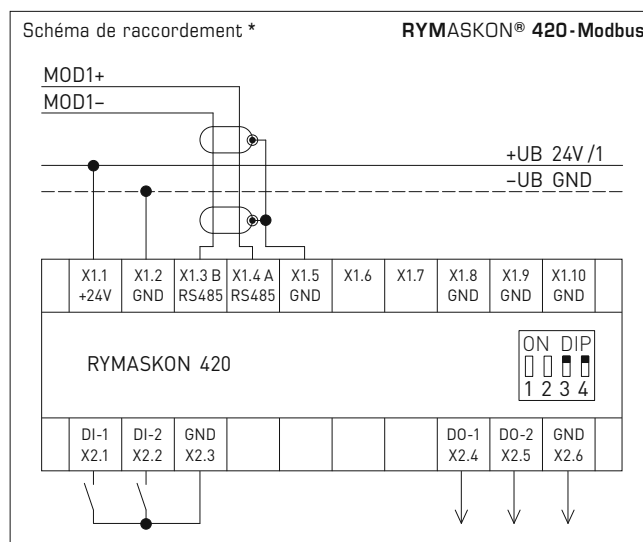 Schéma de raccordement *
RYMASKON® 420-Modbus
MOD1+
MOD1–
+UB 24V/1
–UB GND
X1.1 X1.2 X1.3 B X1.4 A X1.5 X1.6 X1.7 X1.8 X1.9 X1.10
+24V GND RS485 RS485 GND GND GND GND
RYMASKON 420
ON DIP
1 2 3 4
DI-1 DI-2 GND DO-1 DO-2 GND
X2.1 X2.2 X2.3 X2.4 X2.5 X2.6